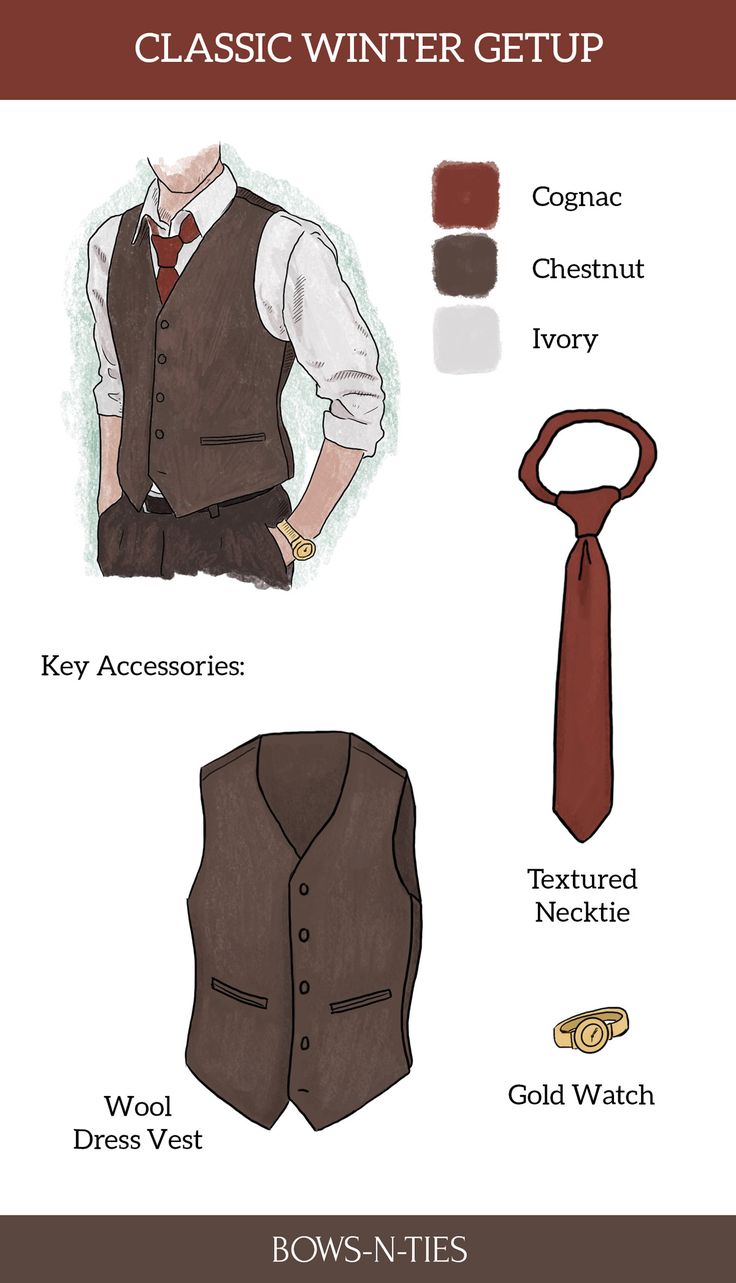 CLASSIC WINTER GETUP
Cognac
Chestnut
Ivory
Key Accessories:
Textured
Necktie
Gold Watch
Wool
Dress Vest
BOWS-N-TIES